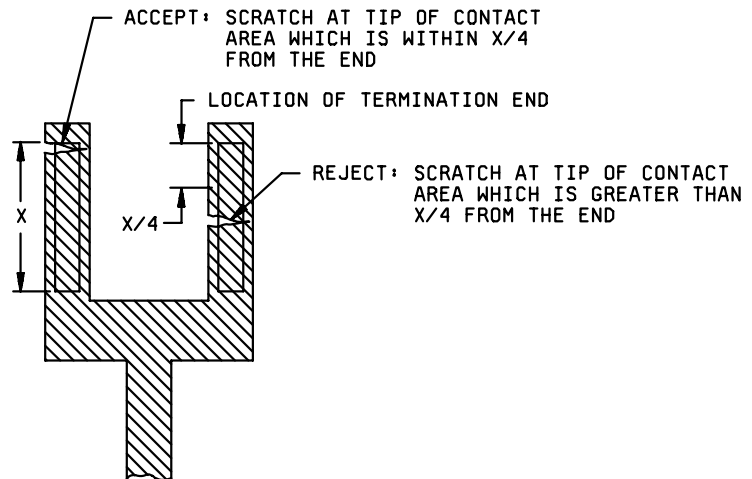 ACCEPT: SCRATCH AT TIP OF CONTACT
AREA WHICH IS WITHIN X/4
FROM THE END
LOCATION OF TERMINATION END
REJECT: SCRATCH AT TIP OF CONTACT
AREA WHICH IS GREATER THAN
X/4 FROM THE END
X
X/4